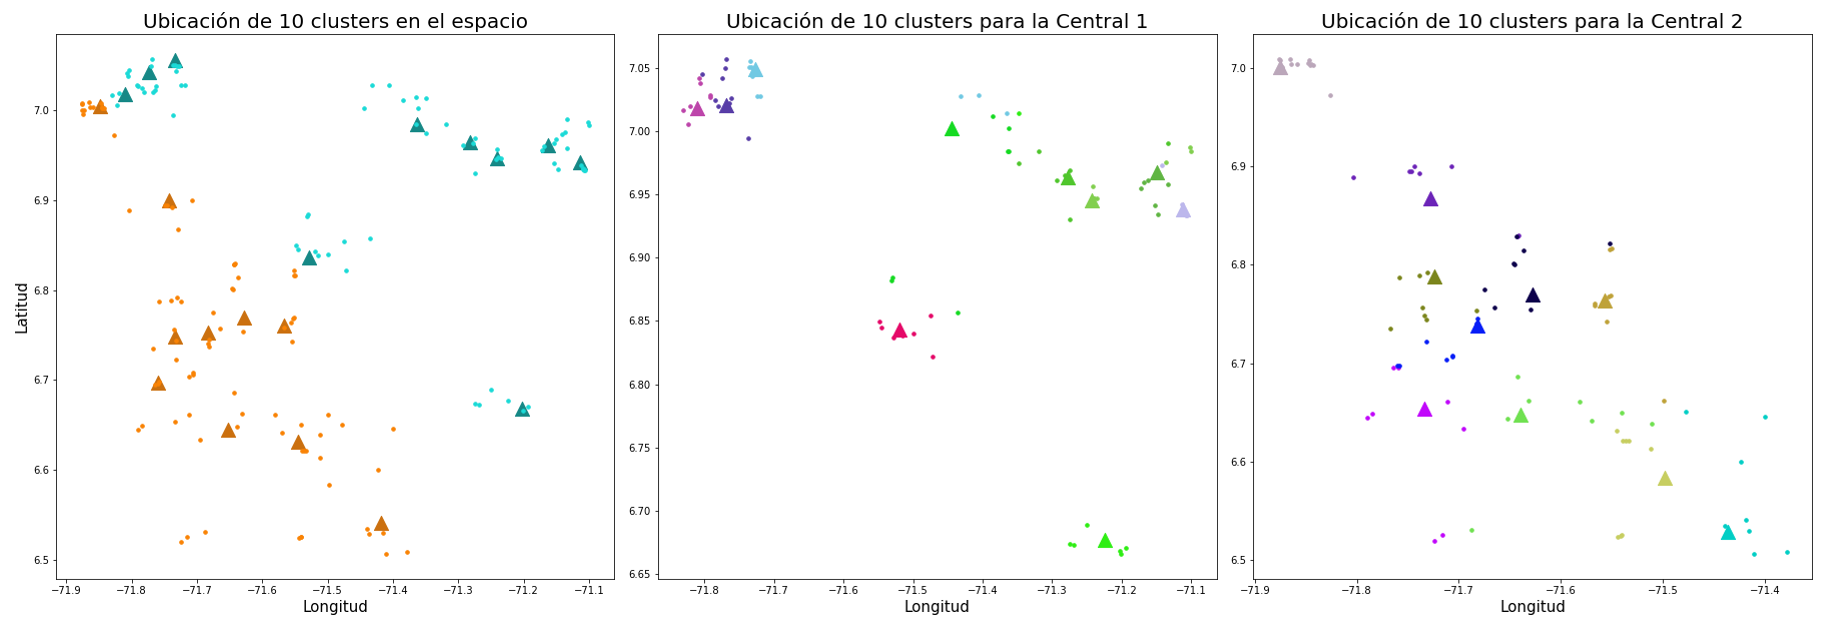 Ubicación de 10 clusters en el espacio
Latitud
7.0
6.9
6.8
6.7
6.6
6.5
−71.9 −71.8 −71.7 −71.6 −71.5 −71.4 −71.3 −71.2 −71.1
Longitud
Ubicación de 10 clusters para la Central 1
7.05
7.00
6.95
6.90
6.85
6.80
6.75
6.70
6.65
−71.8 −71.7 −71.6 −71.5 −71.4 −71.3 −71.2 −71.1
Longitud
Ubicación de 10 clusters para la Central 2
7.0
6.9
6.8
6.7
6.6
6.5
−71.9 −71.8 −71.7 −71.6 −71.5 −71.4
Longitud